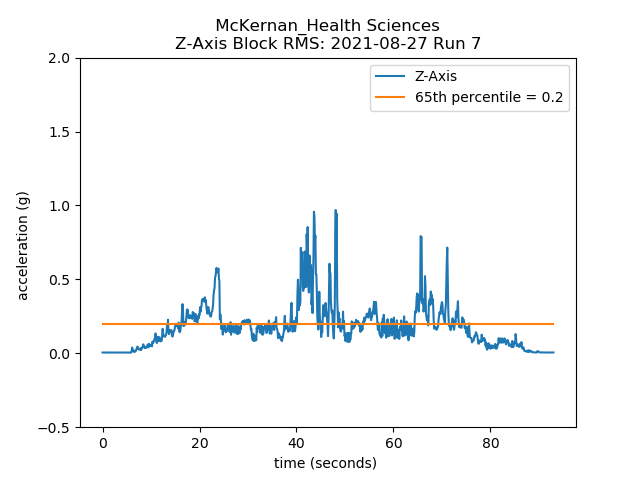 McKernan_Health Sciences
Z-Axis Block RMS: 2021-08-27 Run 7
Z-Axis
65th percentile = 0.2
acceleration (g)
2.0
1.5
1.0
0.5
0.0
−0.5
0 20 40 60 80
time (seconds)